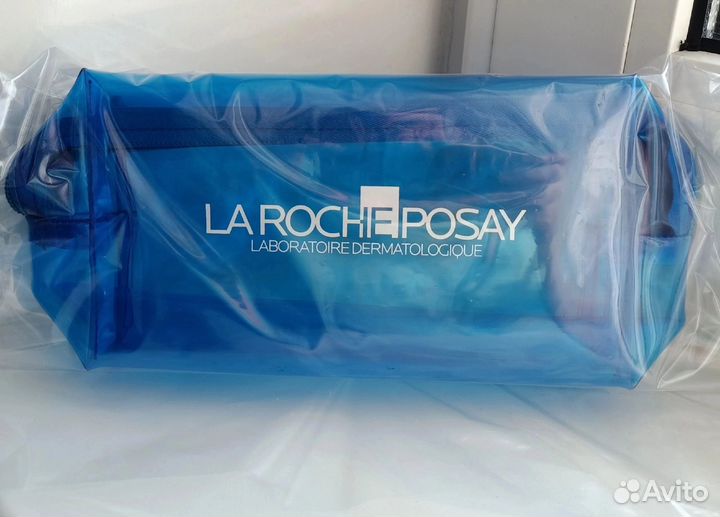 LA ROCHE POSAY
LABORATOIRE DERMATOLOGIQUE
Avito